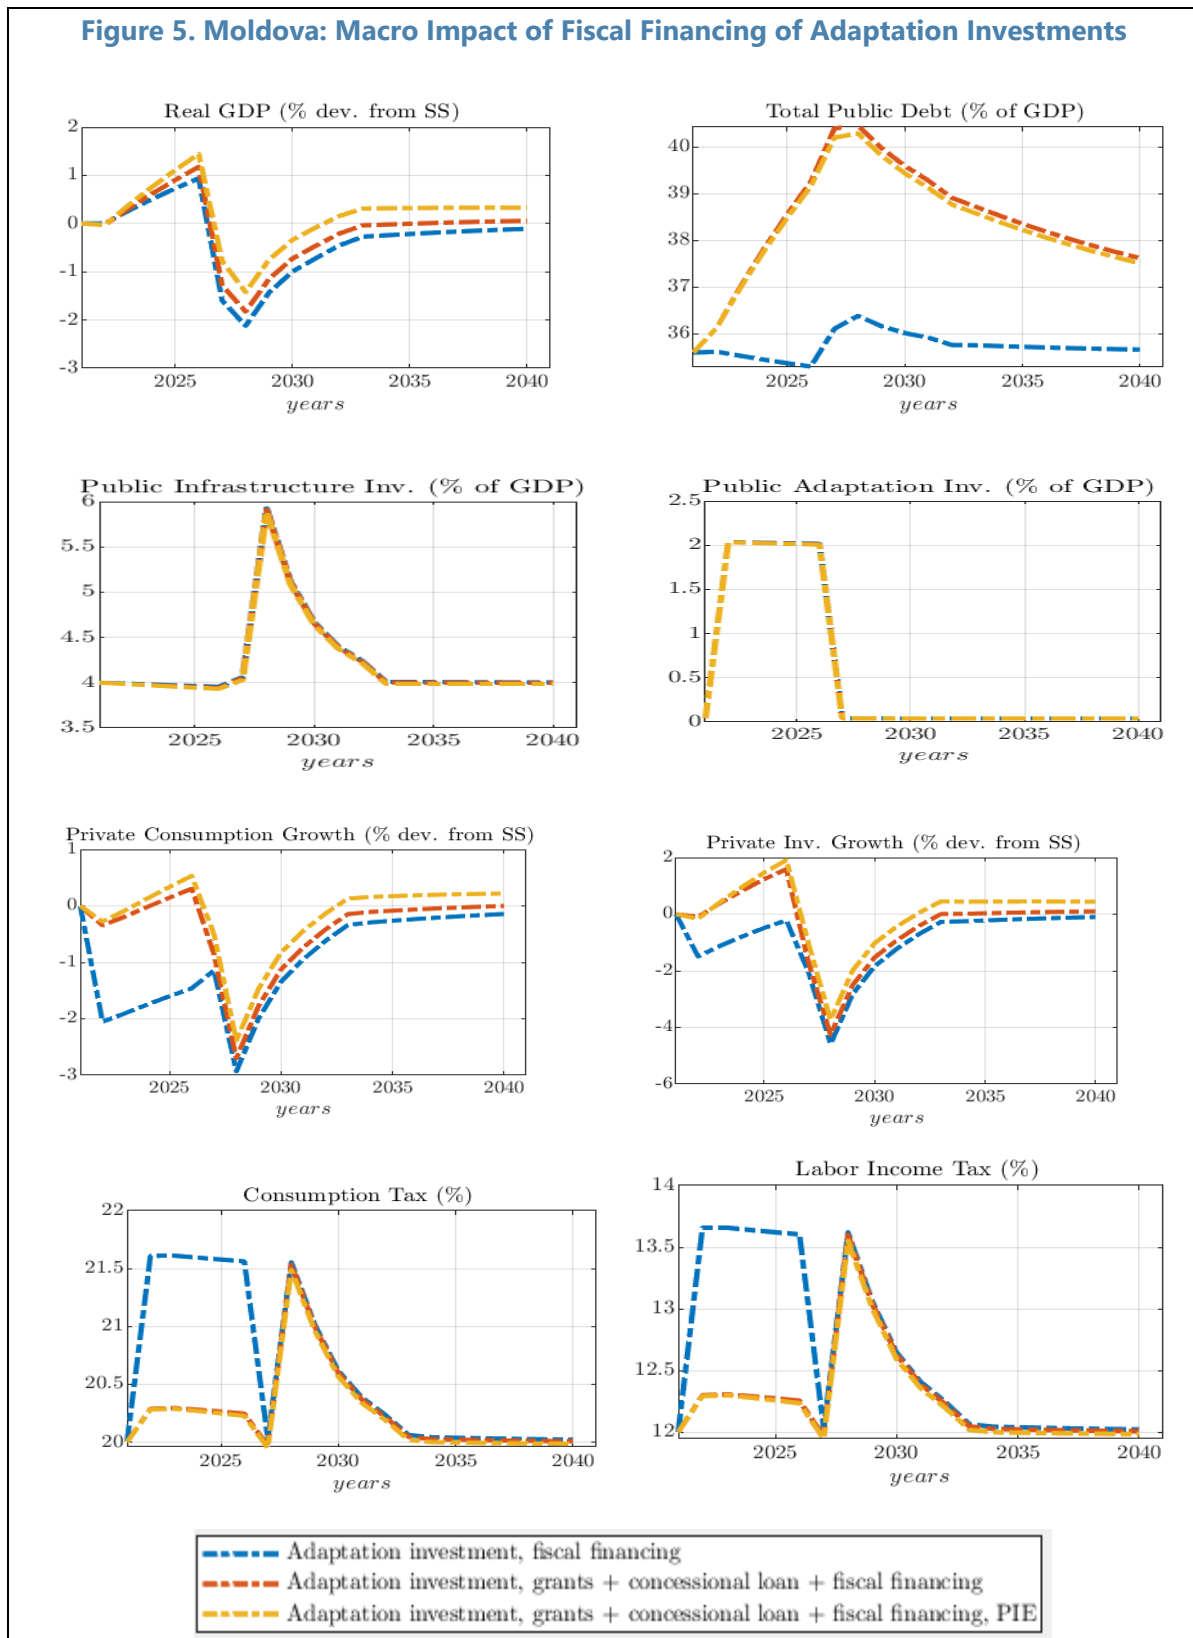 Figure 5. Moldova: Macro Impact of Fiscal Financing of Adaptation Investments
Real GDP (% dev. from SS)
2
1
0
-1
-2
-3
2025 2030 2035 2040
years
Total Public Debt (% of GDP)
40
39
38
37
36
2025 2030 2035 2040
years
Public Infrastructure Inv. (% of GDP)
6
5.5
5
4.5
4
3.5
2025 2030 2035 2040
years
Public Adaptation Inv. (% of GDP)
2.5
2
1.5
1
0.5
0
2025 2030 2035 2040
years
Private Consumption Growth (% dev. from SS)
1
0
-1
-2
-3
2025 2030 2035 2040
years
Private Inv. Growth (% dev. from SS)
2
0
-2
-4
-6
2025 2030 2035 2040
years
Consumption Tax (%)
22
21.5
21
20.5
20
2025 2030 2035 2040
years
Labor Income Tax (%)
14
13.5
13
12.5
12
2025 2030 2035 2040
years
Adaptation investment, fiscal financing
Adaptation investment, grants + concessional loan + fiscal financing
Adaptation investment, grants + concessional loan + fiscal financing, PIE